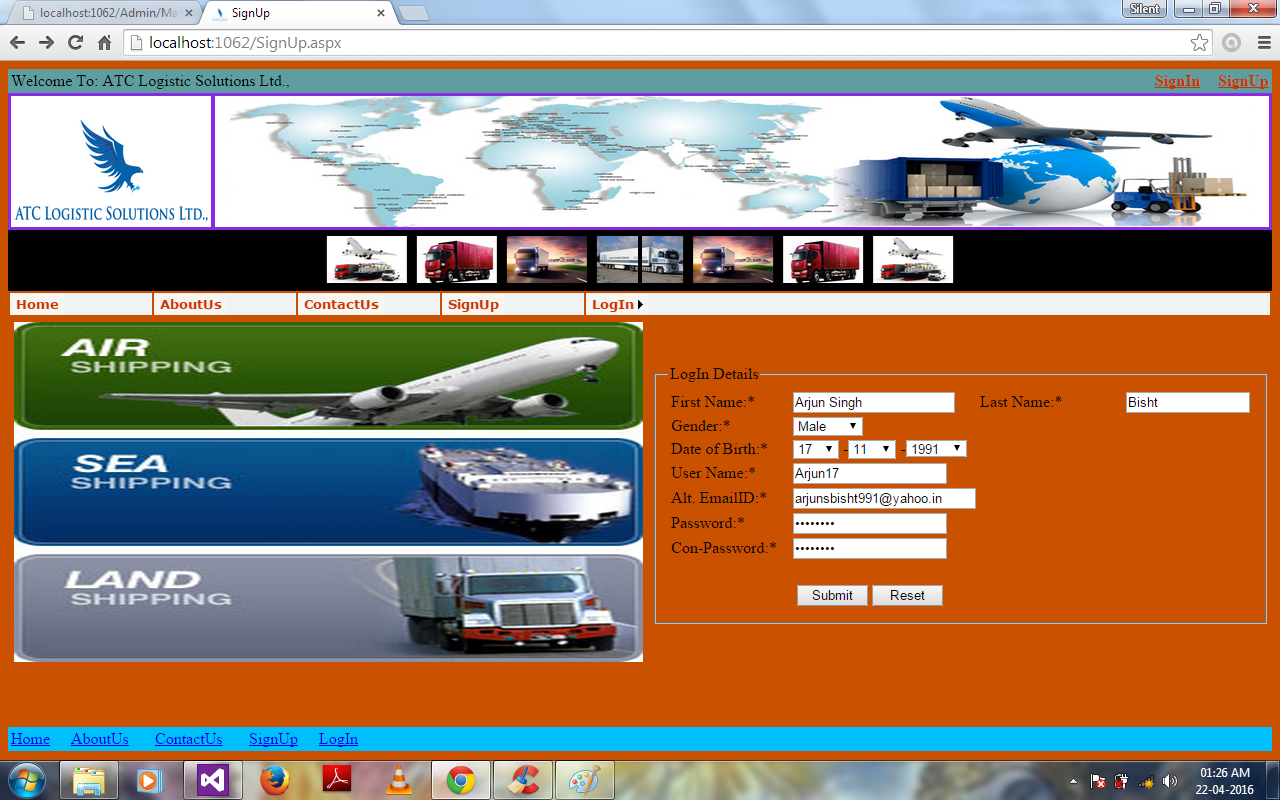 localhost:1062/Admin/Ma
SignUp
Silent
localhost:1062/SignUp.aspx
Welcome To: ATC Logistic Solutions Ltd.,
SignIn SignUp
ATC LOGISTIC SOLUTIONS LTD.,
Home AboutUs ContactUs SignUp LogIn
AIR
SHIPPING
SEA
SHIPPING
LAND
SHIPPING
LogIn Details
First Name:* Arjun Singh Last Name:* Bisht
Gender:* Male
Date of Birth:* 17 - 11 - 1991
User Name:* Arjun17
Alt. EmailID:* arjunsbisht991@yahoo.in
Password:* ••••••••
Con-Password:* ••••••••
Submit Reset
Home AboutUs ContactUs SignUp LogIn
01:26 AM
22-04-2016